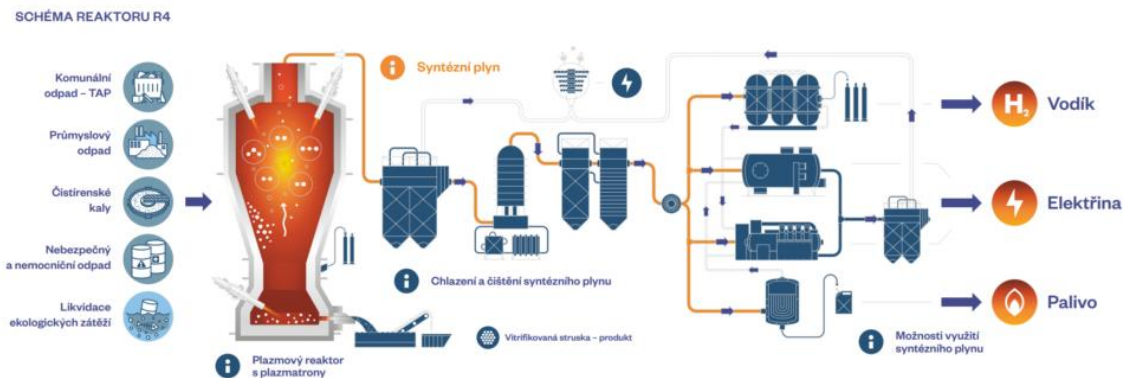 SCHÉMA REAKTORU R4
Komunální
odpad – TAP
Průmyslový
odpad
Čistírenské
kaly
Nebezpečný
a nemocniční odpad
Likvidace
ekologických zátěží
Syntézní plyn
Chlazení a čištění syntézního plynu
Vitrifikovaná struska – produkt
Plazmový reaktor
s plazmatrony
H₂ Vodík
Elektřina
Palivo
Možnosti využití
syntézního plynu